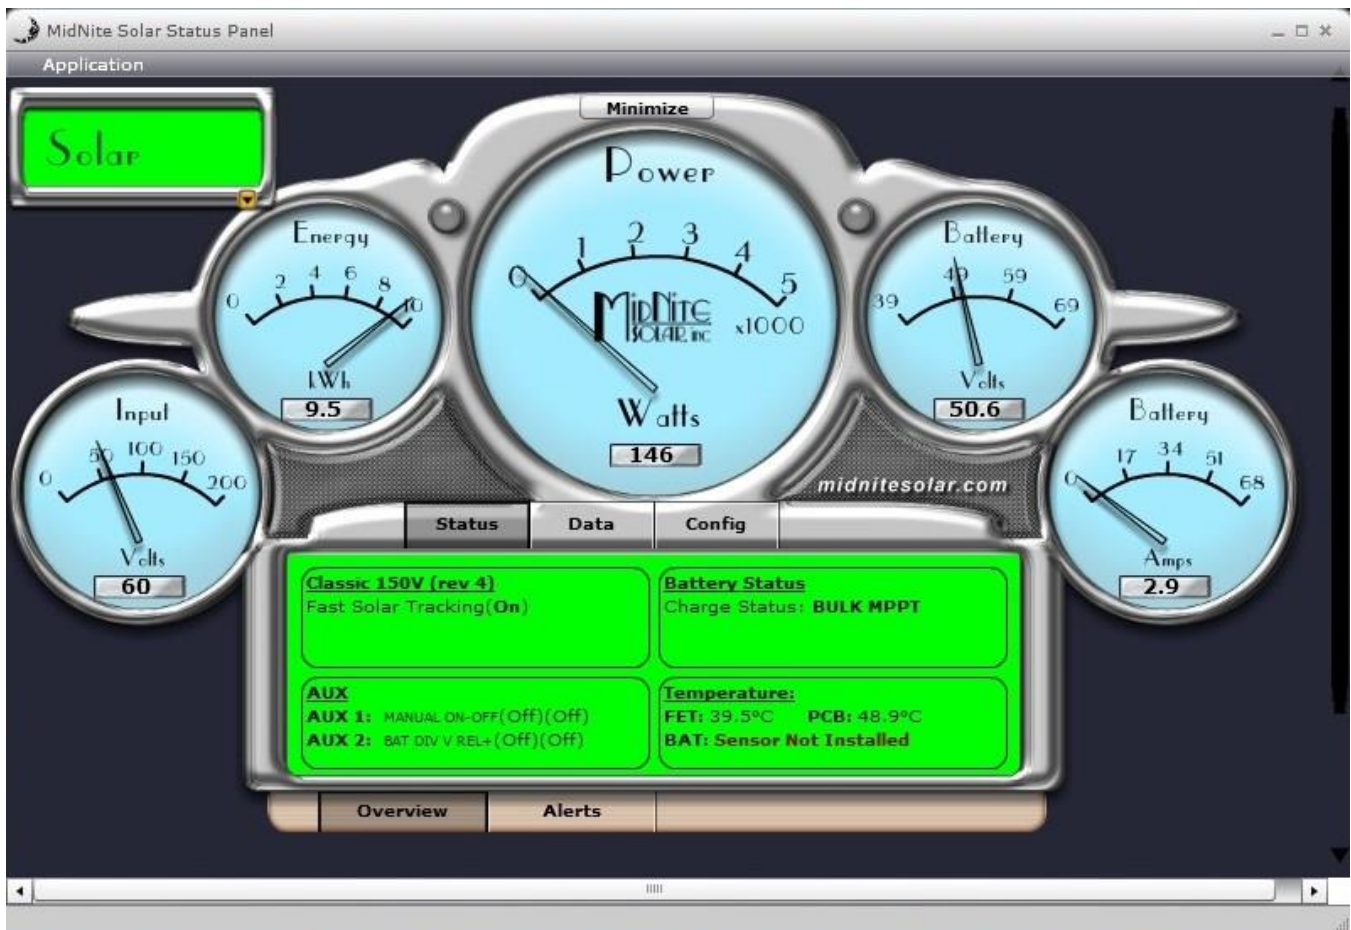 MidNite Solar Status Panel
Application
Solar
Minimize
Power
0 1 2 3 4 5
x1000
MidNite
SOLAR, INC
Watts
146
Energy
0 2 4 6 8 10
kWh
9.5
Battery
39 49 59 69
Volts
50.6
Input
0 50 100 150 200
Volts
60
Battery
0 17 34 51 68
Amps
2.9
midnitesolar.com
Status Data Config
Classic 150V (rev 4)
Fast Solar Tracking(On)
Battery Status
Charge Status: BULK MPPT
AUX
AUX 1: MANUAL ON-OFF(Off)(Off)
AUX 2: BAT DIV V REL+(Off)(Off)
Temperature:
FET: 39.5°C PCB: 48.9°C
BAT: Sensor Not Installed
Overview Alerts